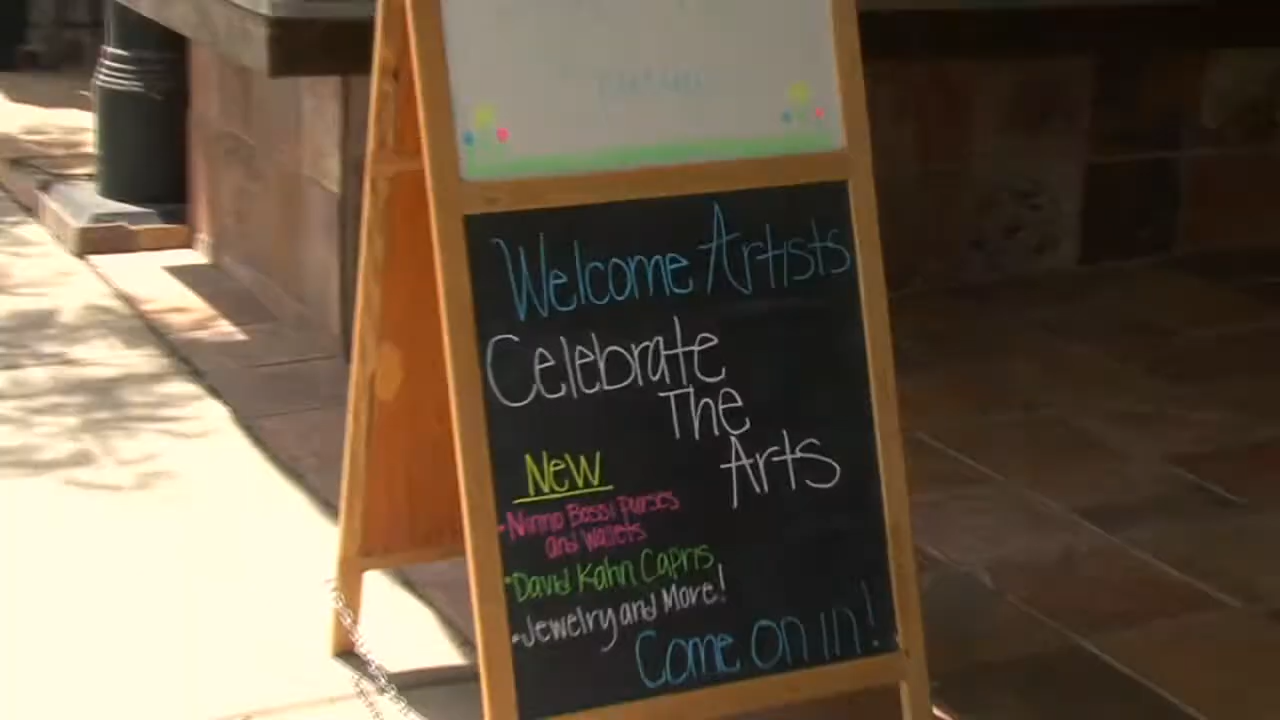 Welcome Artists
Celebrate
The
Arts
New
• Ninno Bossi Purses
and Wallets
• David Kahn Capris
• Jewelry and More!
Come on in!